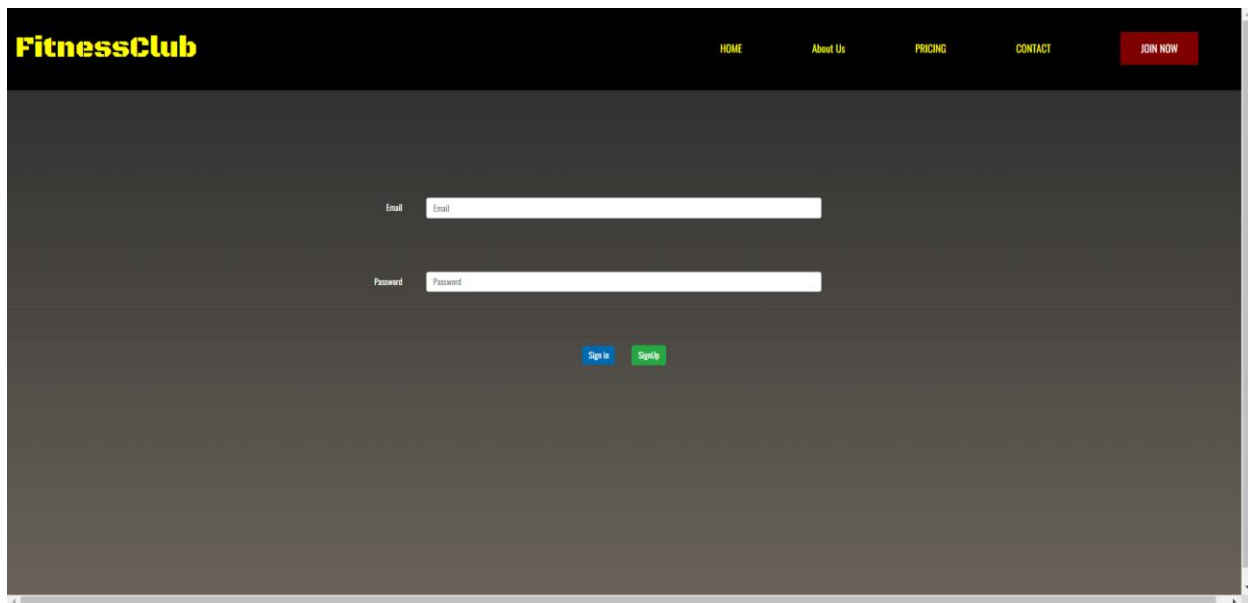 FitnessClub HOME About Us PRICING CONTACT JOIN NOW
Email Email
Password Password
Sign in SignUp